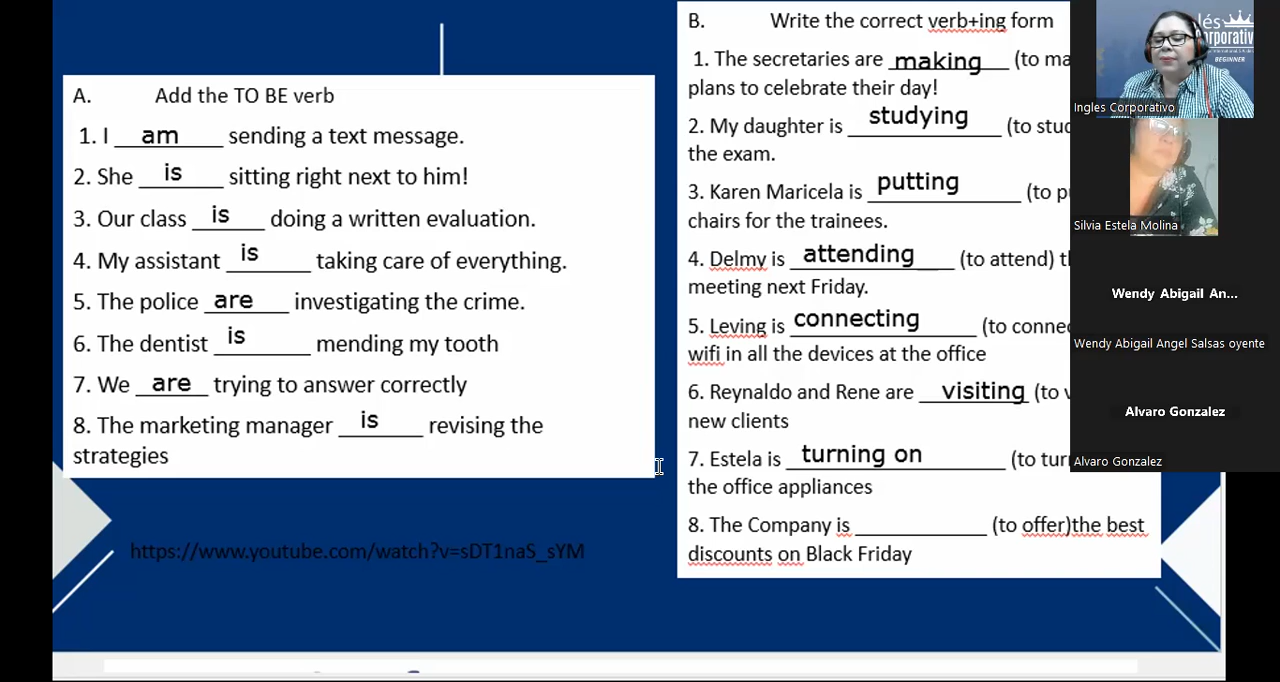 A. Add the TO BE verb
1. I am sending a text message.
2. She is sitting right next to him!
3. Our class is doing a written evaluation.
4. My assistant is taking care of everything.
5. The police are investigating the crime.
6. The dentist is mending my tooth
7. We are trying to answer correctly
8. The marketing manager is revising the
strategies
https://www.youtube.com/watch?v=sDT1naS_sYM
B. Write the correct verb+ing form
1. The secretaries are making (to ma
plans to celebrate their day!
2. My daughter is studying (to stud
the exam.
3. Karen Maricela is putting (to p
chairs for the trainees.
4. Delmy is attending (to attend) t
meeting next Friday.
5. Leving is connecting (to conne
wifi in all the devices at the office
6. Reynaldo and Rene are visiting (to v
new clients
7. Estela is turning on (to turn
the office appliances
8. The Company is ____________ (to offer)the best
discounts on Black Friday
BEGINNER
Ingles Corporativo
Silvia Estela Molina
Wendy Abigail An...
Wendy Abigail Angel Salsas oyente
Alvaro Gonzalez
Alvaro Gonzalez